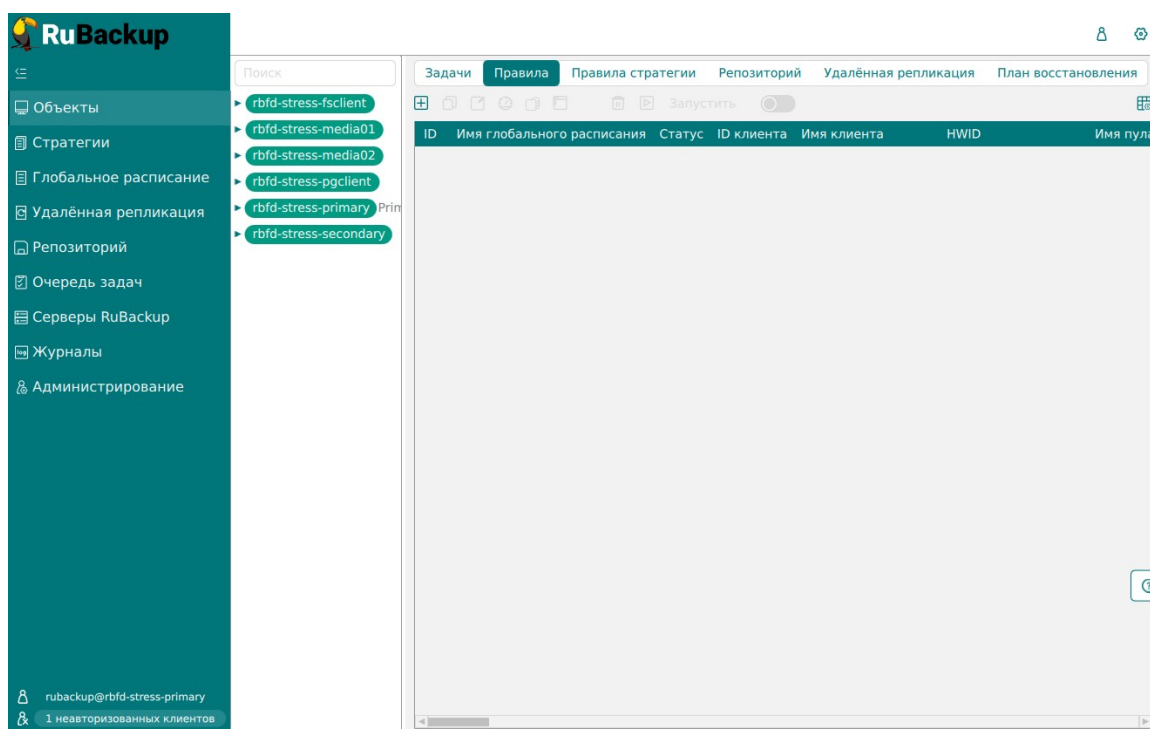 RuBackup
Объекты
Стратегии
Глобальное расписание
Удалённая репликация
Репозиторий
Очередь задач
Серверы RuBackup
Журналы
Администрирование
rubackup@rbfd-stress-primary
1 неавторизованных клиентов
Поиск
rbfd-stress-fsclient
rbfd-stress-media01
rbfd-stress-media02
rbfd-stress-pgclient
rbfd-stress-primary Prim
rbfd-stress-secondary
Задачи Правила Правила стратегии Репозиторий Удалённая репликация План восстановления
Запустить
ID Имя глобального расписания Статус ID клиента Имя клиента HWID Имя пула